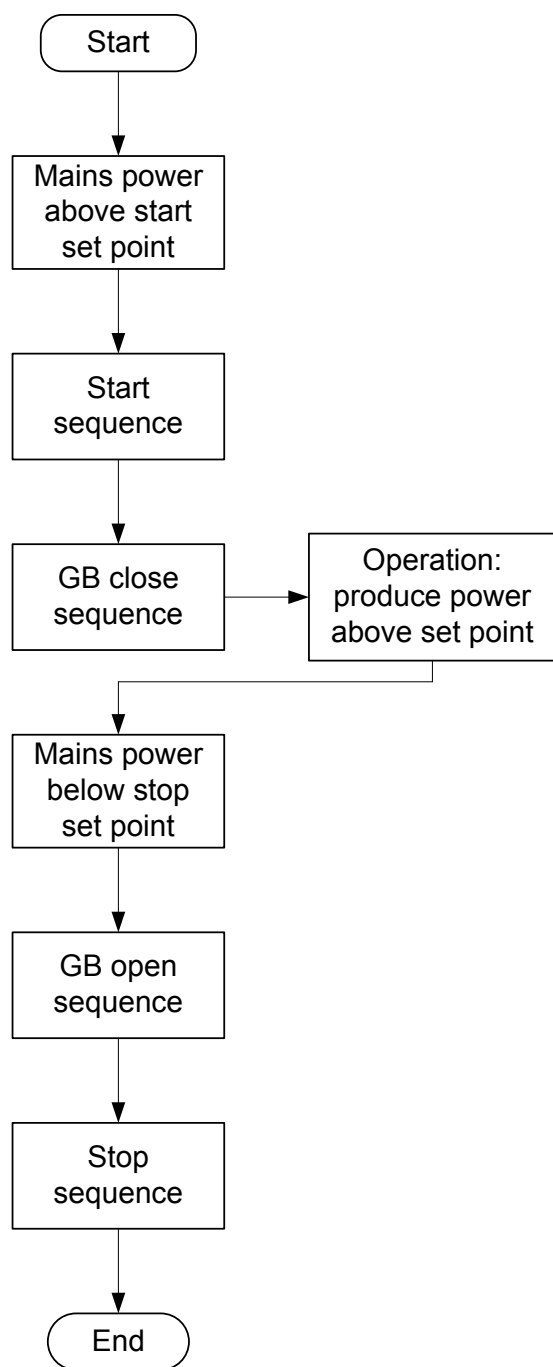 Start
Mains power
above start
set point
Start
sequence
GB close
sequence
Operation:
produce power
above set point
Mains power
below stop
set point
GB open
sequence
Stop
sequence
End